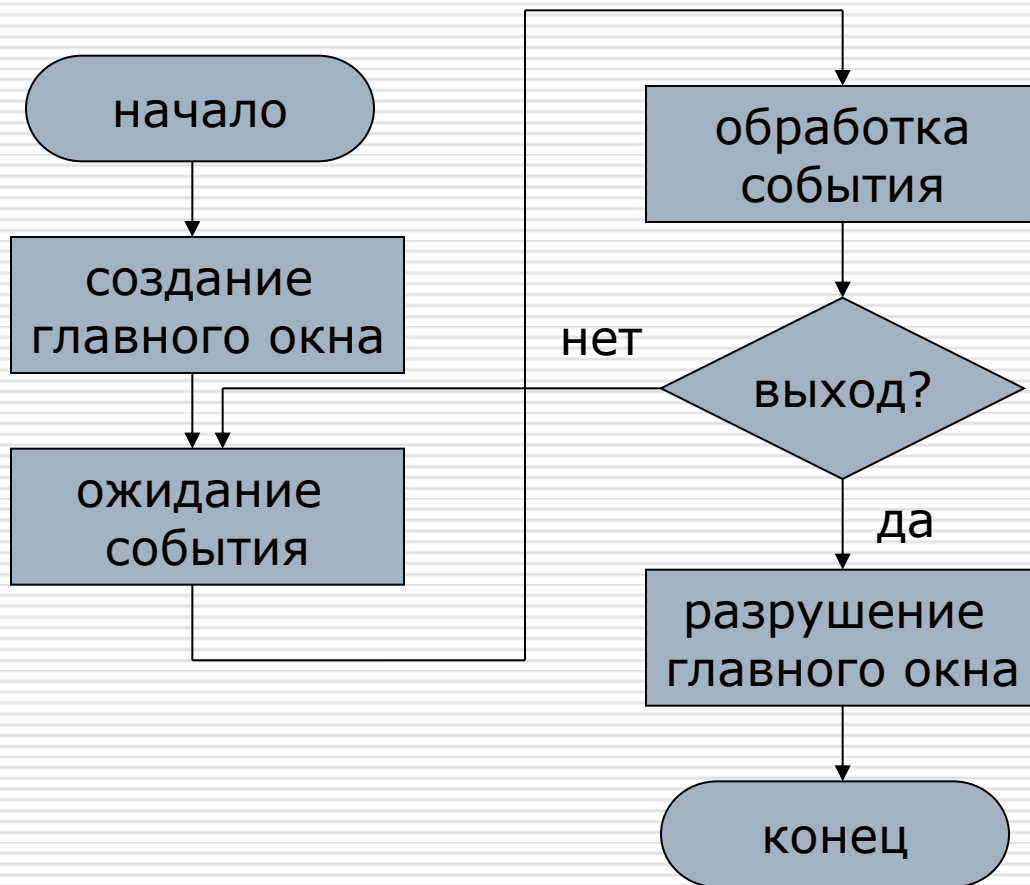 начало
создание
главного окна
ожидание
события
обработка
события
выход?
нет
да
разрушение
главного окна
конец